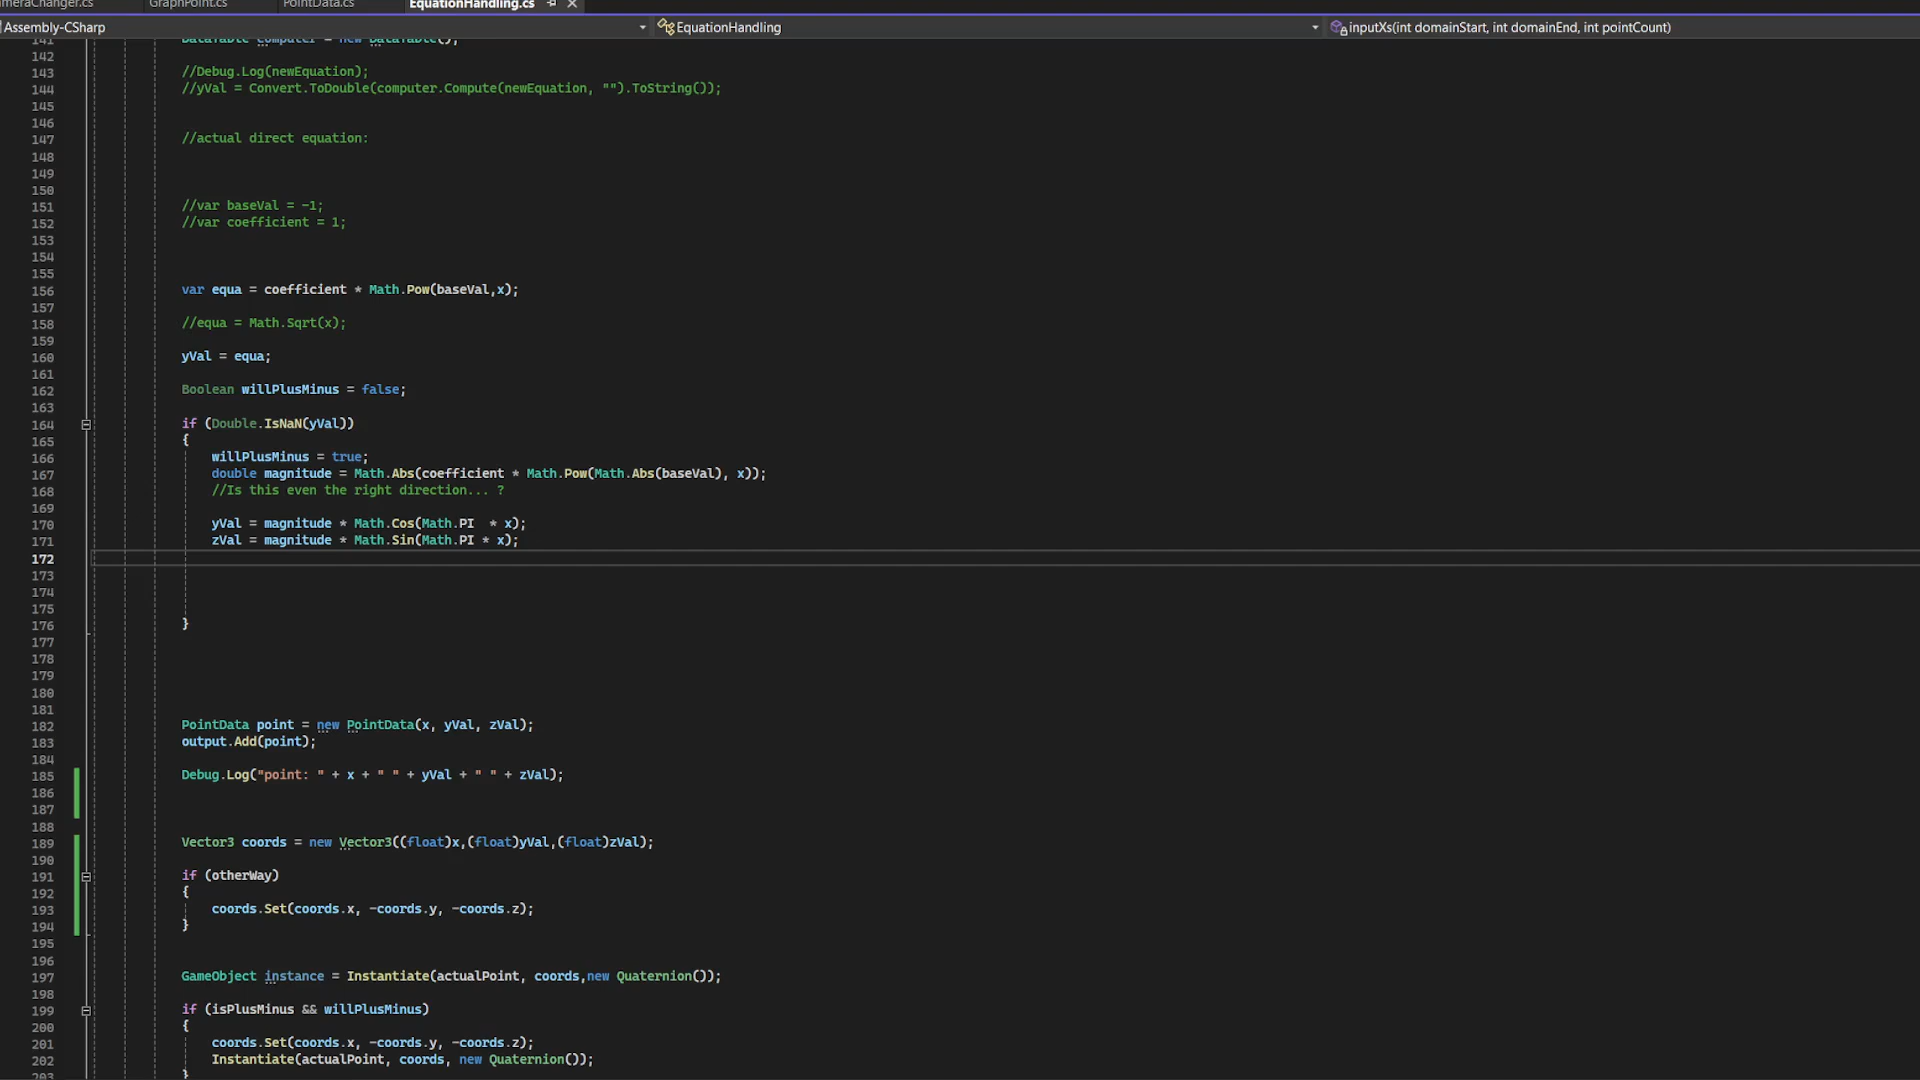 meraChanger.cs GraphPoint.cs PointData.cs EquationHandling.cs
Assembly-CSharp EquationHandling inputXs(int domainStart, int domainEnd, int pointCount)
141 DataTable computer = new DataTable();
142
143 //Debug.Log(newEquation);
144 //yVal = Convert.ToDouble(computer.Compute(newEquation, "").ToString());
145
146
147 //actual direct equation:
148
149
150
151 //var baseVal = -1;
152 //var coefficient = 1;
153
154
155
156 var equa = coefficient * Math.Pow(baseVal,x);
157
158 //equa = Math.Sqrt(x);
159
160 yVal = equa;
161
162 Boolean willPlusMinus = false;
163
164 if (Double.IsNaN(yVal))
165 {
166 willPlusMinus = true;
167 double magnitude = Math.Abs(coefficient * Math.Pow(Math.Abs(baseVal), x));
168 //Is this even the right direction... ?
169
170 yVal = magnitude * Math.Cos(Math.PI  * x);
171 zVal = magnitude * Math.Sin(Math.PI * x);
172
173
174
175
176 }
177
178
179
180
181
182 PointData point = new PointData(x, yVal, zVal);
183 output.Add(point);
184
185 Debug.Log("point: " + x + " " + yVal + " " + zVal);
186
187
188
189 Vector3 coords = new Vector3((float)x,(float)yVal,(float)zVal);
190
191 if (otherWay)
192 {
193 coords.Set(coords.x, -coords.y, -coords.z);
194 }
195
196
197 GameObject instance = Instantiate(actualPoint, coords,new Quaternion());
198
199 if (isPlusMinus && willPlusMinus)
200 {
201 coords.Set(coords.x, -coords.y, -coords.z);
202 Instantiate(actualPoint, coords, new Quaternion());
203 }